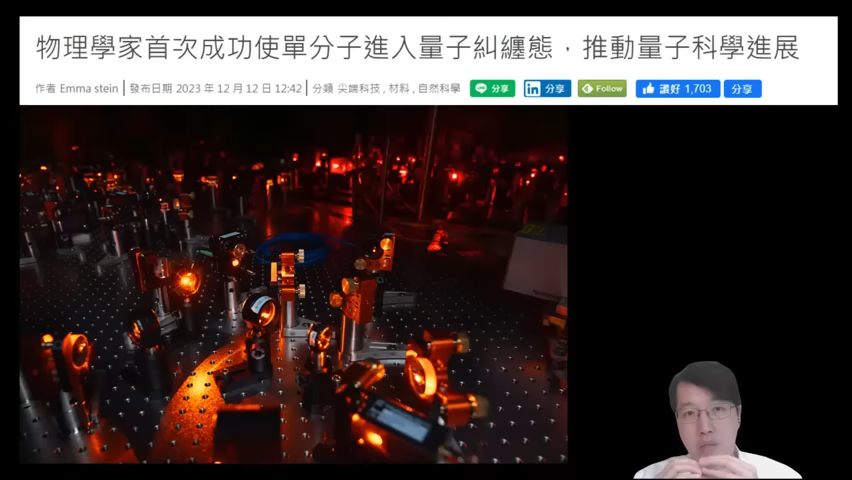 物理學家首次成功使單分子進入量子糾纏態，推動量子科學進展
作者 Emma stein | 發布日期 2023 年 12 月 12 日 12:42 | 分類 尖端科技 , 材料 , 自然科學 分享 in 分享 Follow 讚好 1,703 分享